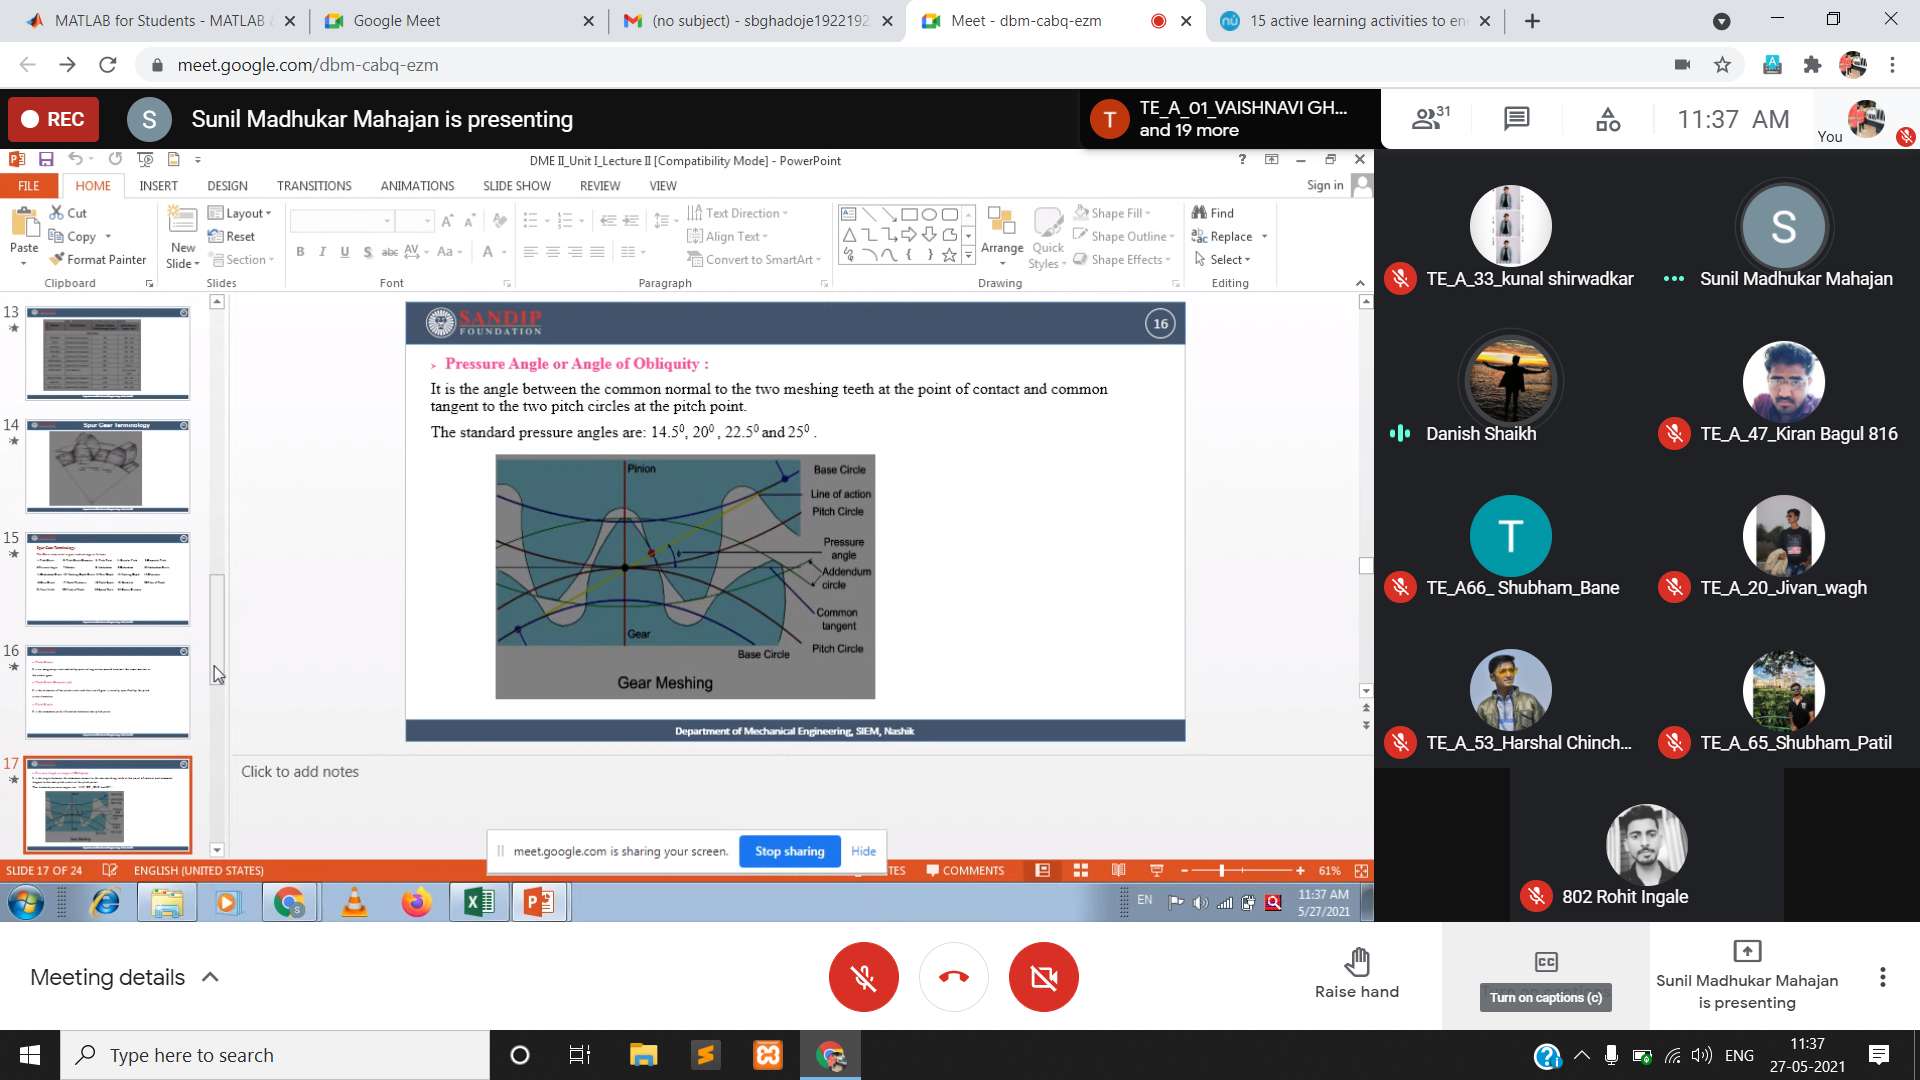 MATLAB for Students - MATLAB &
Google Meet
(no subject) - sbghadoje1922192
Meet - dbm-cabq-ezm
15 active learning activities to en
meet.google.com/dbm-cabq-ezm
REC
S
Sunil Madhukar Mahajan is presenting
T
TE_A_01_VAISHNAVI GH...
and 19 more
31
11:37 AM
You
DME II_Unit I_Lecture II [Compatibility Mode] - PowerPoint
FILE
HOME
INSERT
DESIGN
TRANSITIONS
ANIMATIONS
SLIDE SHOW
REVIEW
VIEW
Sign in
Paste
Cut
Copy
Format Painter
Clipboard
New
Slide
Layout
Reset
Section
Slides
Font
Text Direction
Align Text
Convert to SmartArt
Paragraph
Arrange
Quick
Styles
Shape Fill
Shape Outline
Shape Effects
Drawing
Find
Replace
Select
Editing
13
14
Spur Gear Terminology
15
16
17
SANDIP
FOUNDATION
16
Pressure Angle or Angle of Obliquity :
It is the angle between the common normal to the two meshing teeth at the point of contact and common
tangent to the two pitch circles at the pitch point.
The standard pressure angles are: 14.5⁰, 20⁰ , 22.5⁰ and 25⁰ .
Pinion
Base Circle
Line of action
Pitch Circle
Pressure
angle
Addendum
circle
Common
tangent
Gear
Base Circle
Pitch Circle
Gear Meshing
Department of Mechanical Engineering, SIEM, Nashik
Click to add notes
meet.google.com is sharing your screen.
Stop sharing
Hide
SLIDE 17 OF 24
ENGLISH (UNITED STATES)
COMMENTS
61%
EN
11:37 AM
5/27/2021
TE_A_33_kunal shirwadkar
S
Sunil Madhukar Mahajan
Danish Shaikh
TE_A_47_Kiran Bagul 816
T
TE_A66_ Shubham_Bane
TE_A_20_Jivan_wagh
TE_A_53_Harshal Chinch...
TE_A_65_Shubham_Patil
802 Rohit Ingale
Meeting details
Raise hand
Turn on captions (c)
Sunil Madhukar Mahajan
is presenting
Type here to search
ENG
11:37
27-05-2021